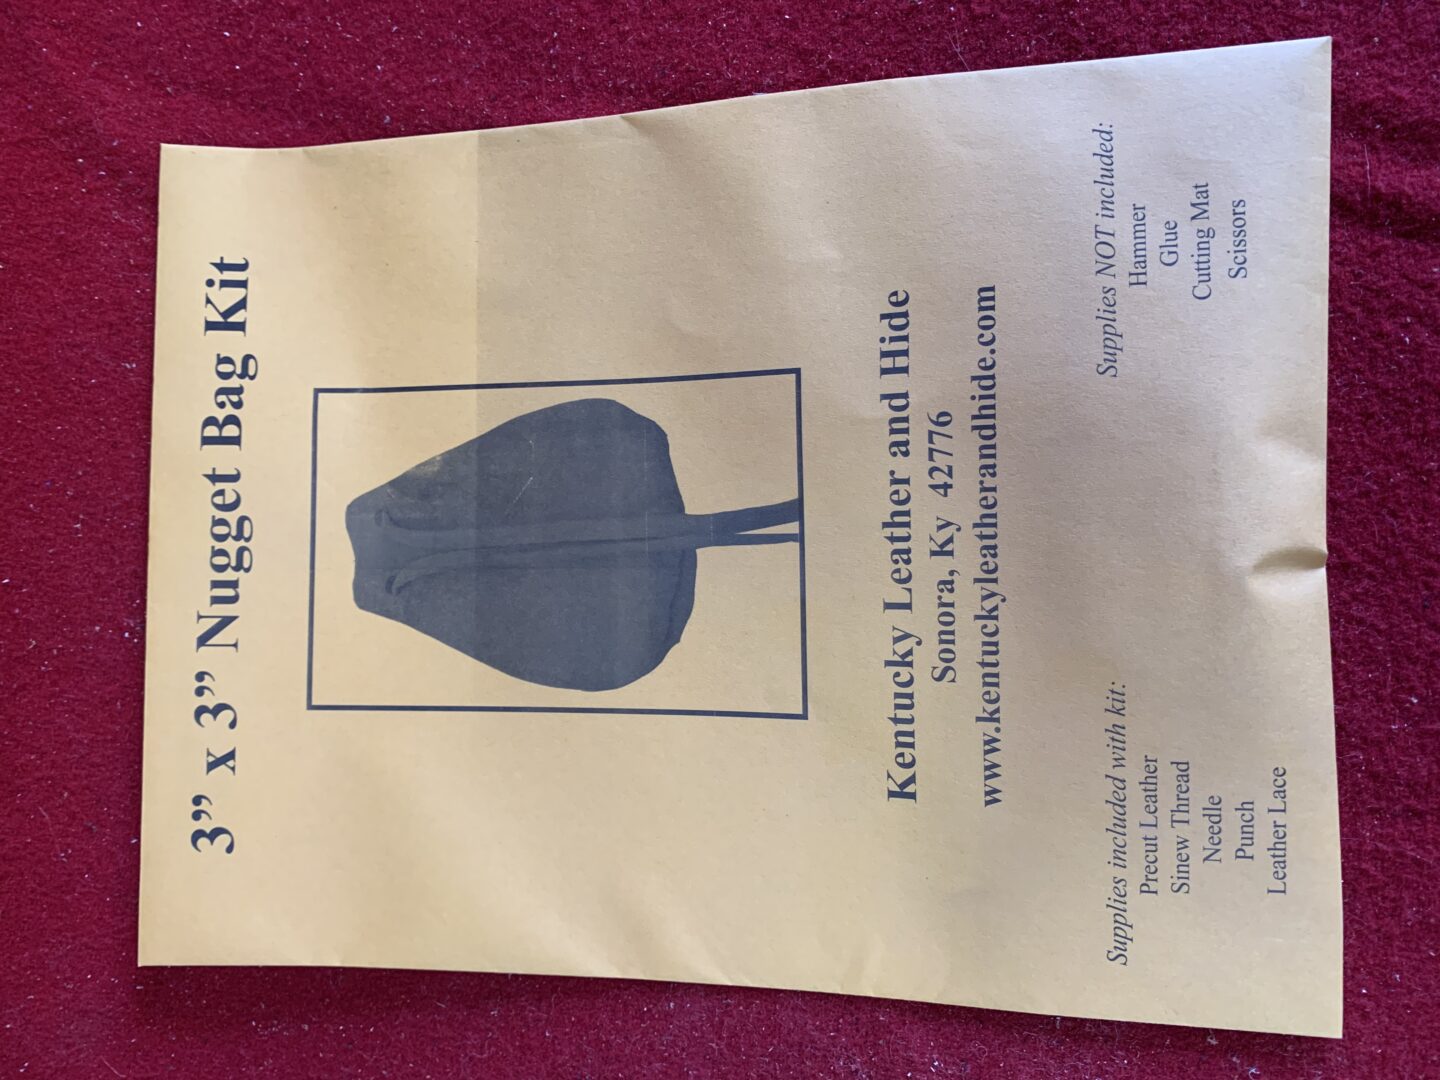 3” x 3” Nugget Bag Kit
Kentucky Leather and Hide
Sonora, Ky 42776
www.kentuckyleatherandhide.com
Supplies included with kit:
Precut Leather
Sinew Thread
Needle
Punch
Leather Lace
Supplies NOT included:
Hammer
Glue
Cutting Mat
Scissors